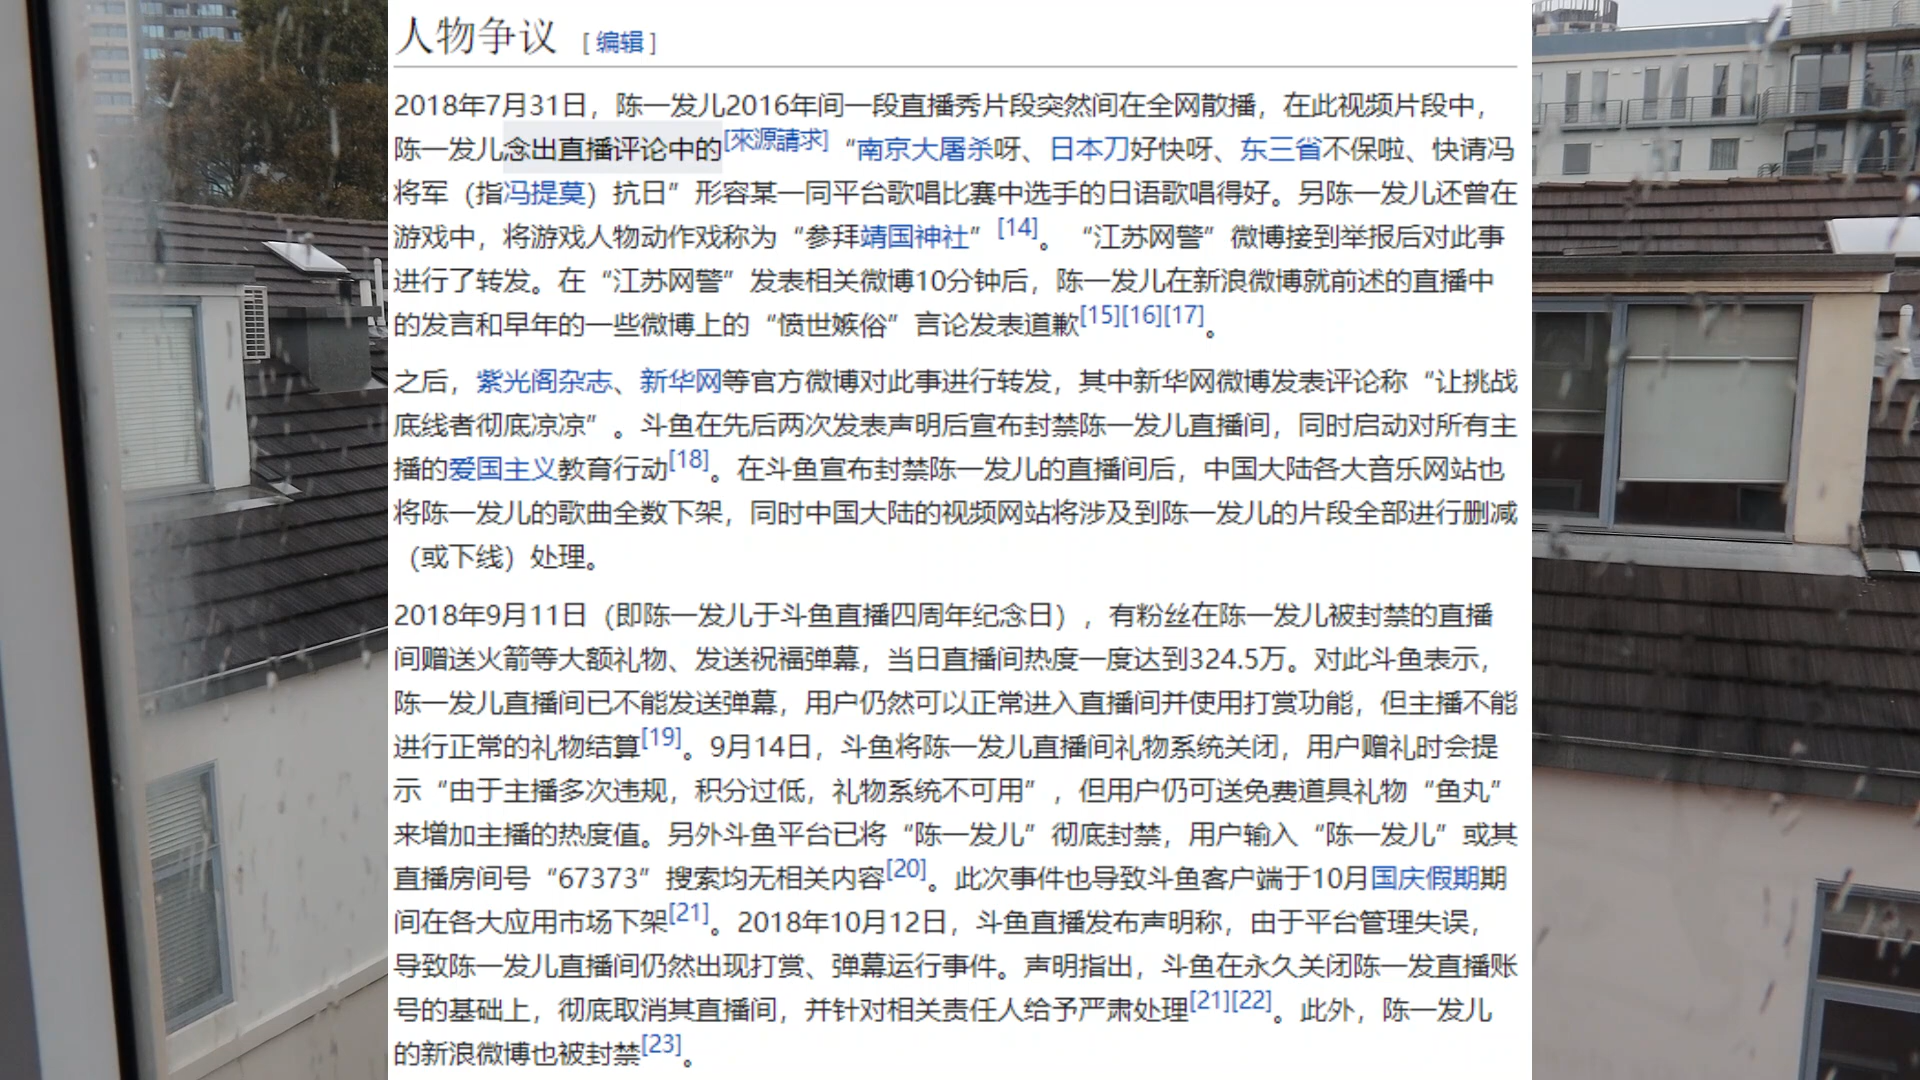 人物争议 [编辑]
2018年7月31日，陈一发儿2016年间一段直播秀片段突然间在全网散播，在此视频片段中，
陈一发儿念出直播评论中的[來源請求]“南京大屠杀呀、日本刀好快呀、东三省不保啦、快请冯
将军（指冯提莫）抗日”形容某一同平台歌唱比赛中选手的日语歌唱得好。另陈一发儿还曾在
游戏中，将游戏人物动作戏称为“参拜靖国神社”[14]。“江苏网警”微博接到举报后对此事
进行了转发。在“江苏网警”发表相关微博10分钟后，陈一发儿在新浪微博就前述的直播中
的发言和早年的一些微博上的“愤世嫉俗”言论发表道歉[15][16][17]。
之后，紫光阁杂志、新华网等官方微博对此事进行转发，其中新华网微博发表评论称“让挑战
底线者彻底凉凉”。斗鱼在先后两次发表声明后宣布封禁陈一发儿直播间，同时启动对所有主
播的爱国主义教育行动[18]。在斗鱼宣布封禁陈一发儿的直播间后，中国大陆各大音乐网站也
将陈一发儿的歌曲全数下架，同时中国大陆的视频网站将涉及到陈一发儿的片段全部进行删减
（或下线）处理。
2018年9月11日（即陈一发儿于斗鱼直播四周年纪念日），有粉丝在陈一发儿被封禁的直播
间赠送火箭等大额礼物、发送祝福弹幕，当日直播间热度一度达到324.5万。对此斗鱼表示，
陈一发儿直播间已不能发送弹幕，用户仍然可以正常进入直播间并使用打赏功能，但主播不能
进行正常的礼物结算[19]。9月14日，斗鱼将陈一发儿直播间礼物系统关闭，用户赠礼时会提
示“由于主播多次违规，积分过低，礼物系统不可用”，但用户仍可送免费道具礼物“鱼丸”
来增加主播的热度值。另外斗鱼平台已将“陈一发儿”彻底封禁，用户输入“陈一发儿”或其
直播房间号“67373”搜索均无相关内容[20]。此次事件也导致斗鱼客户端于10月国庆假期期
间在各大应用市场下架[21]。2018年10月12日，斗鱼直播发布声明称，由于平台管理失误，
导致陈一发儿直播间仍然出现打赏、弹幕运行事件。声明指出，斗鱼在永久关闭陈一发直播账
号的基础上，彻底取消其直播间，并针对相关责任人给予严肃处理[21][22]。此外，陈一发儿
的新浪微博也被封禁[23]。